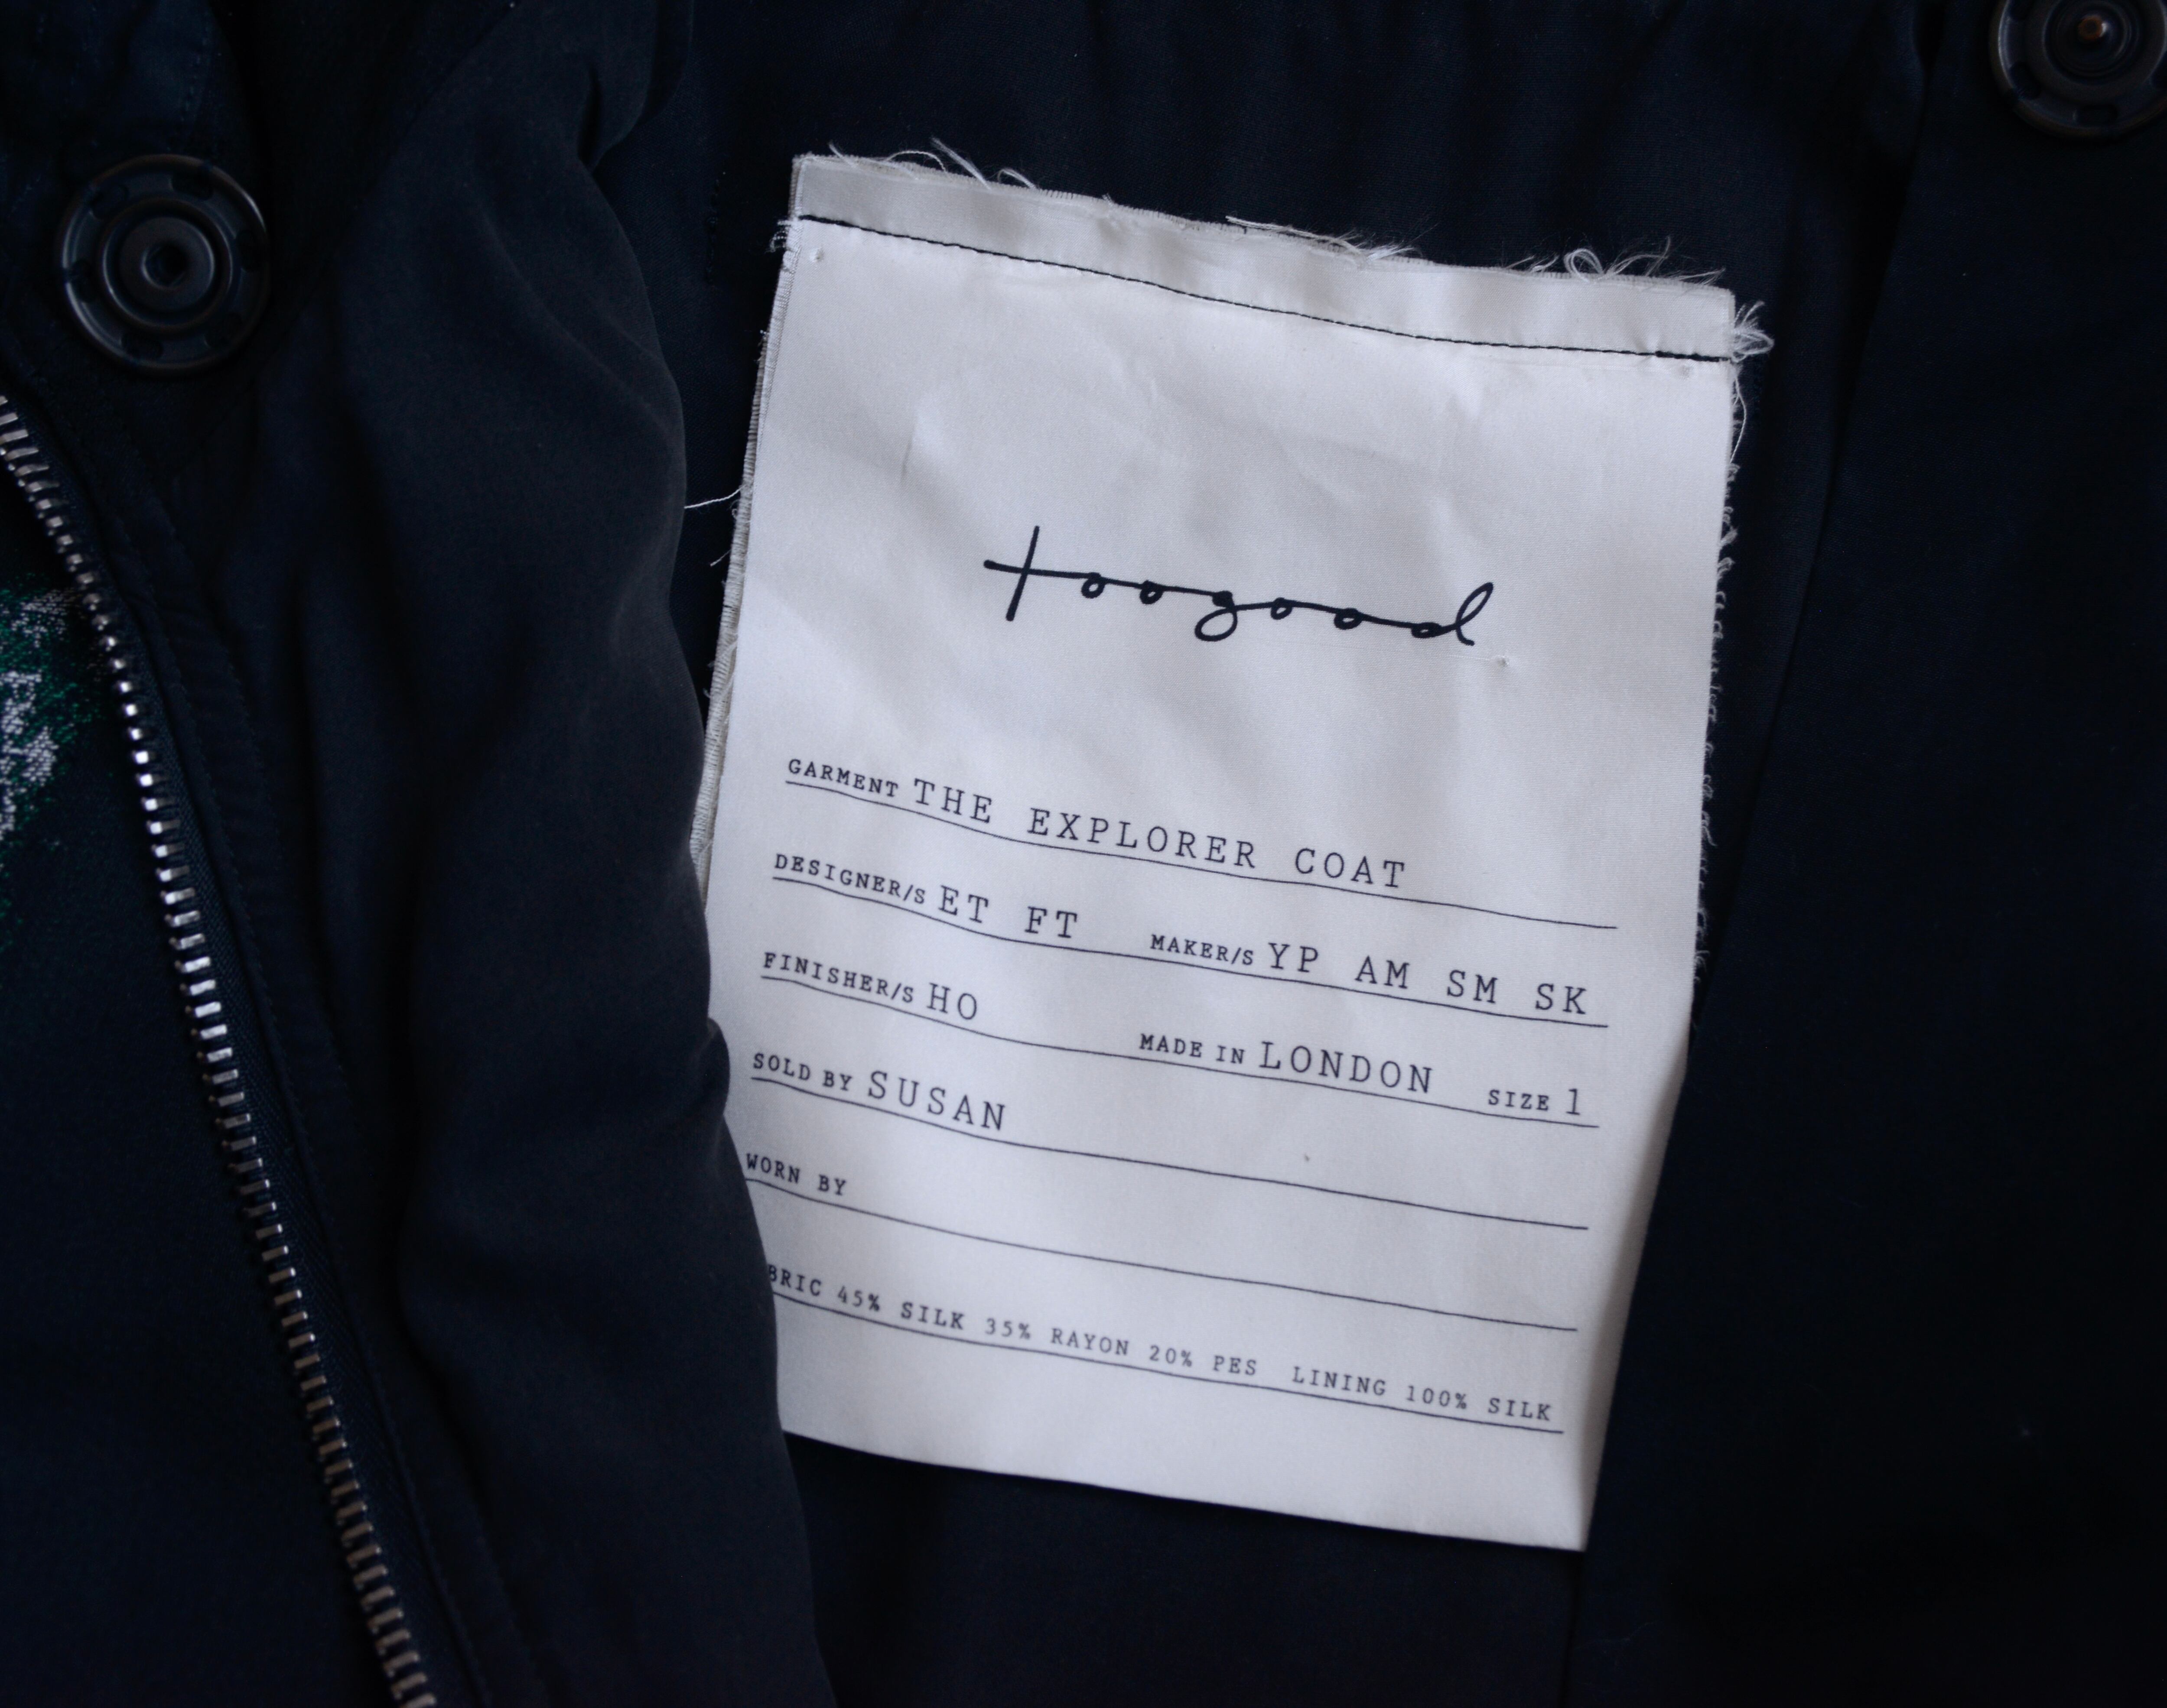 toogood
GARMENT THE EXPLORER COAT
DESIGNER/S ET FT MAKER/S YP AM SM SK
FINISHER/S HO MADE IN LONDON SIZE 1
SOLD BY SUSAN
WORN BY
BRIC 45% SILK 35% RAYON 20% PES LINING 100% SILK